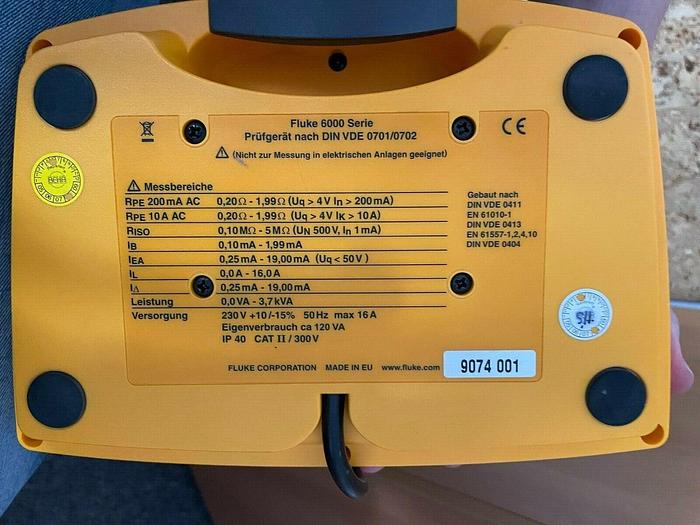 Fluke 6000 Serie
Prüfgerät nach DIN VDE 0701/0702
(Nicht zur Messung in elektrischen Anlagen geeignet)
CE
BEHA
Messbereiche
RPE 200mA AC 0,20Ω - 1,99Ω (Uq > 4V In > 200mA)
RPE 10A AC 0,20Ω - 1,99Ω (Uq > 4V IK > 10A)
RISO 0,10MΩ - 5MΩ (UN 500V, In 1mA)
IB 0,10mA - 1,99mA
IEA 0,25mA - 19,00mA (Uq < 50V)
IL 0,0A - 16,0A
IΔ 0,25mA - 19,00mA
Leistung 0,0VA - 3,7kVA
Versorgung 230V +10/-15% 50Hz max 16A
Eigenverbrauch ca 120VA
IP 40 CAT II / 300V
Gebaut nach
DIN VDE 0411
EN 61010-1
DIN VDE 0413
EN 61557-1,2,4,10
DIN VDE 0404
FLUKE CORPORATION MADE IN EU www.fluke.com
9074 001